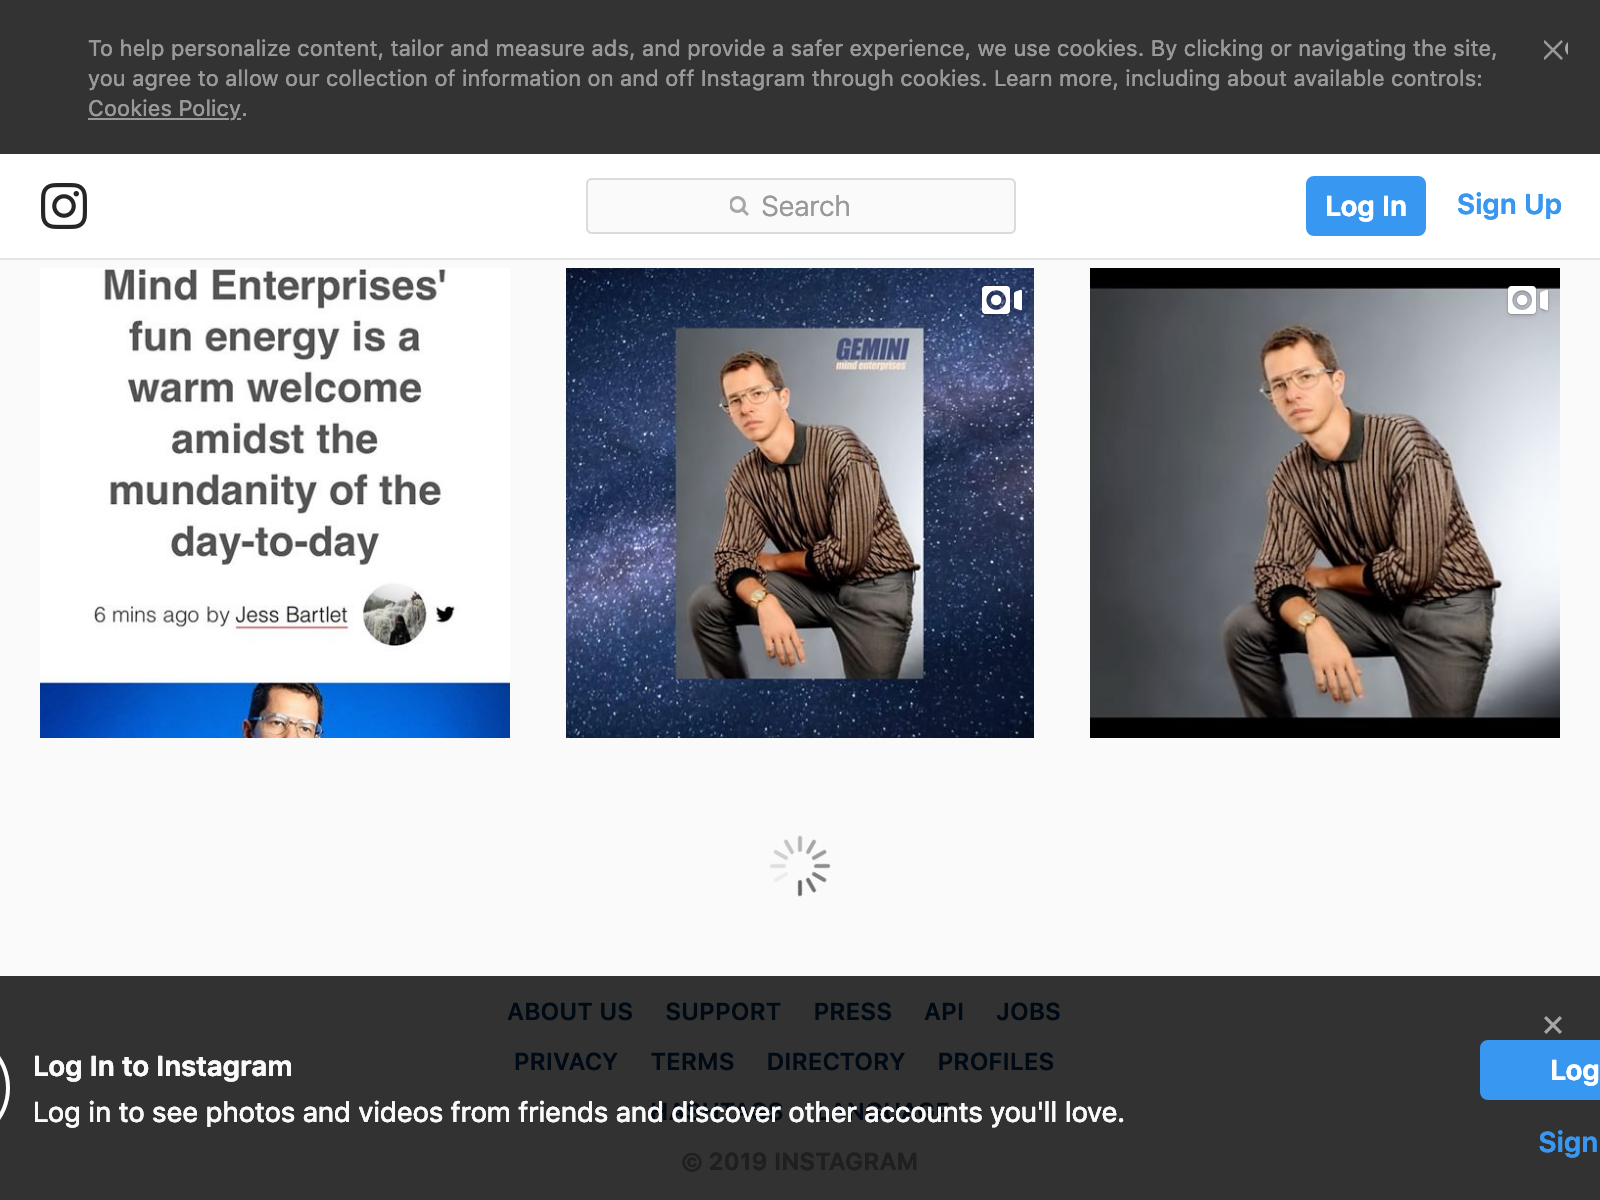 To help personalize content, tailor and measure ads, and provide a safer experience, we use cookies. By clicking or navigating the site,
you agree to allow our collection of information on and off Instagram through cookies. Learn more, including about available controls:
Cookies Policy.
Search
Log In
Sign Up
Mind Enterprises'
fun energy is a
warm welcome
amidst the
mundanity of the
day-to-day
6 mins ago by Jess Bartlet
GEMINI
mind enterprises
ABOUT US SUPPORT PRESS API JOBS
PRIVACY TERMS DIRECTORY PROFILES
HASHTAGS LANGUAGE
© 2019 INSTAGRAM
Log In to Instagram
Log in to see photos and videos from friends and discover other accounts you'll love.
Log
Sign